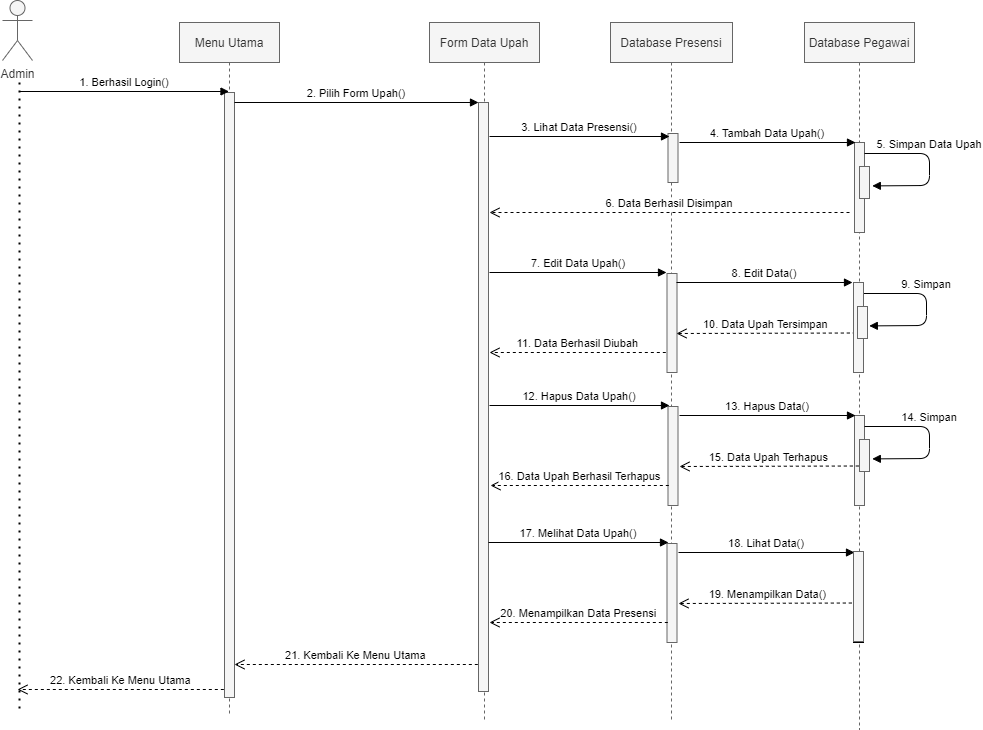 Menu Utama
Form Data Upah
Database Presensi
Database Pegawai
Admin
1. Berhasil Login()
2. Pilih Form Upah()
3. Lihat Data Presensi()
4. Tambah Data Upah()
5. Simpan Data Upah
6. Data Berhasil Disimpan
7. Edit Data Upah()
8. Edit Data()
9. Simpan
10. Data Upah Tersimpan
11. Data Berhasil Diubah
12. Hapus Data Upah()
13. Hapus Data()
14. Simpan
15. Data Upah Terhapus
16. Data Upah Berhasil Terhapus
17. Melihat Data Upah()
18. Lihat Data()
19. Menampilkan Data()
20. Menampilkan Data Presensi
21. Kembali Ke Menu Utama
22. Kembali Ke Menu Utama